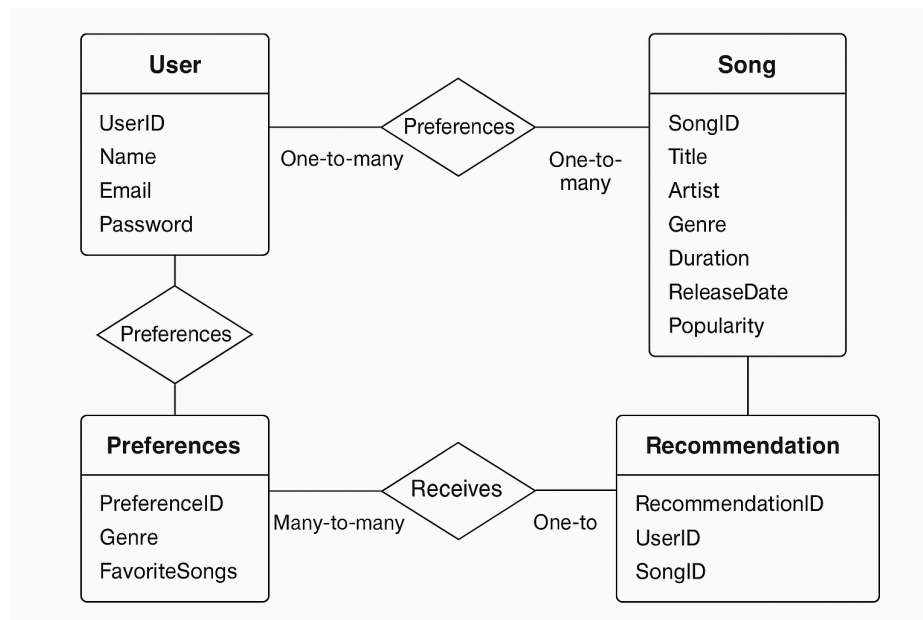 User
UserID
Name
Email
Password
Preferences
One-to-many
One-to-
many
Song
SongID
Title
Artist
Genre
Duration
ReleaseDate
Popularity
Preferences
Preferences
PreferenceID
Genre
FavoriteSongs
Receives
Many-to-many
One-to
Recommendation
RecommendationID
UserID
SongID